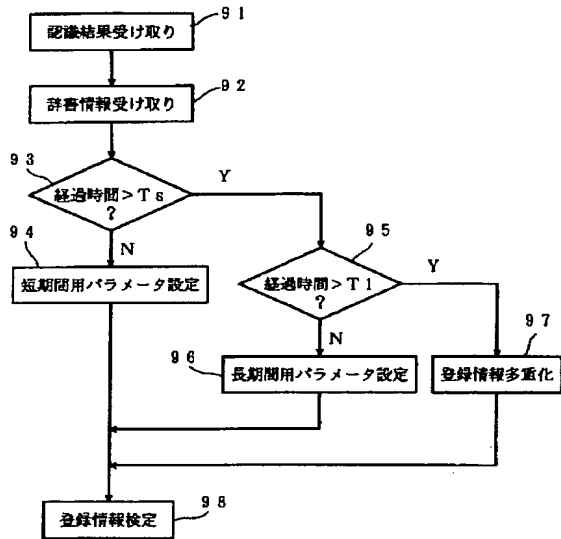 91
認識結果受け取り
92
辞書情報受け取り
93
経過時間>Ts
?
Y
N
94
短期間用パラメータ設定
95
経過時間>Tl
?
Y
N
96
長期間用パラメータ設定
97
登録情報多重化
登録情報検定
98